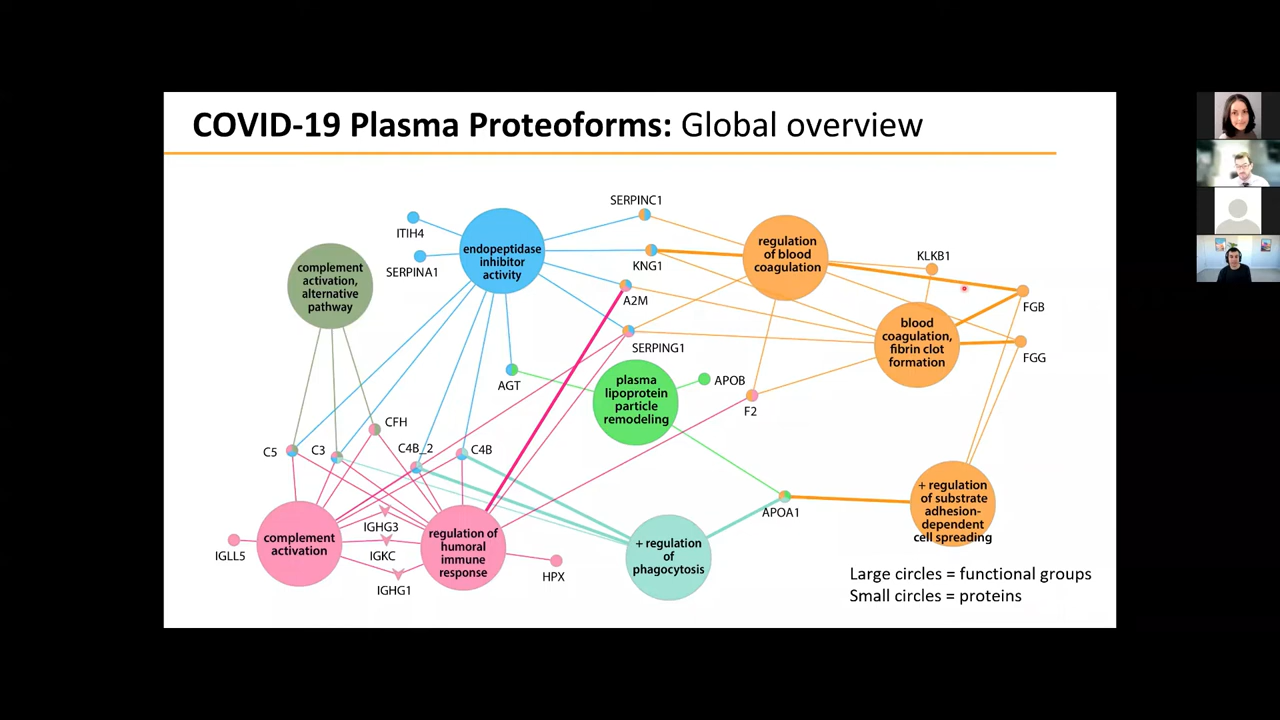 COVID-19 Plasma Proteoforms: Global overview
SERPINC1
ITIH4
endopeptidase
inhibitor
activity
regulation
of blood
coagulation
SERPINA1
KNG1
KLKB1
complement
activation,
alternative
pathway
A2M
FGB
blood
coagulation,
fibrin clot
formation
SERPING1
FGG
AGT
plasma
lipoprotein
particle
remodeling
APOB
F2
CFH
C5
C3
C4B_2
C4B
+ regulation
of substrate
adhesion-
dependent
cell spreading
APOA1
IGHG3
complement
activation
regulation of
humoral
immune
response
+ regulation
of
phagocytosis
IGLL5
IGKC
HPX
IGHG1
Large circles = functional groups
Small circles = proteins